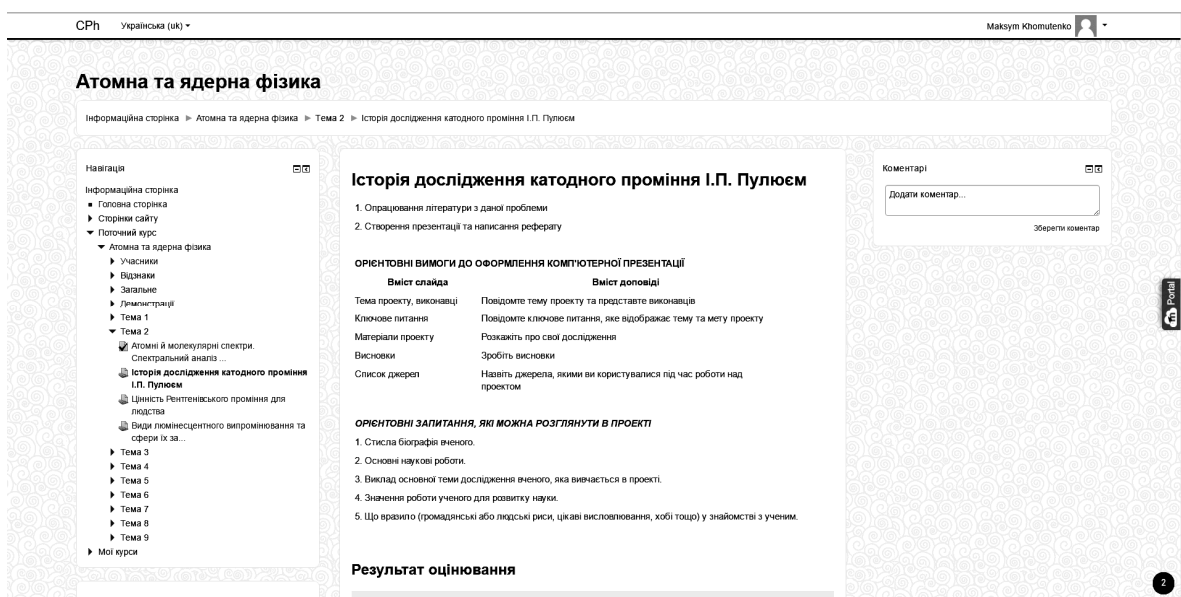 CPh Українська (uk)
Maksym Khomutenko
Атомна та ядерна фізика
Інформаційна сторінка ► Атомна та ядерна фізика ► Тема 2 ► Історія дослідження катодного проміння І.П. Пулюєм
Навігація
Інформаційна сторінка
Головна сторінка
Сторінки сайту
Поточний курс
Атомна та ядерна фізика
Учасники
Відзнаки
Загальне
Демонстрації
Тема 1
Тема 2
Атомні й молекулярні спектри.
Спектральний аналіз ...
Історія дослідження катодного проміння
І.П. Пулюєм
Цінність Рентгенівського проміння для
людства
Види люмінесцентного випромінювання та
сфери їх за...
Тема 3
Тема 4
Тема 5
Тема 6
Тема 7
Тема 8
Тема 9
Мої курси
Історія дослідження катодного проміння І.П. Пулюєм
1. Опрацювання літератури з даної проблеми
2. Створення презентації та написання реферату
ОРІЄНТОВНІ ВИМОГИ ДО ОФОРМЛЕННЯ КОМП'ЮТЕРНОЇ ПРЕЗЕНТАЦІЇ
Вміст слайда Вміст доповіді
Тема проекту, виконавці Повідомте тему проекту та представте виконавців
Ключове питання Повідомте ключове питання, яке відображає тему та мету проекту
Матеріали проекту Розкажіть про свої дослідження
Висновки Зробіть висновки
Список джерел Назвіть джерела, якими ви користувалися під час роботи над
проектом
ОРІЄНТОВНІ ЗАПИТАННЯ, ЯКІ МОЖНА РОЗГЛЯНУТИ В ПРОЕКТІ
1. Стисла біографія вченого.
2. Основні наукові роботи.
3. Виклад основної теми дослідження вченого, яка вивчається в проекті.
4. Значення роботи ученого для розвитку науки.
5. Що вразило (громадянські або людські риси, цікаві висловлювання, хобі тощо) у знайомстві з ученим.
Результат оцінювання
Коментарі
Додати коментар...
Зберегти коментар
Portal
2